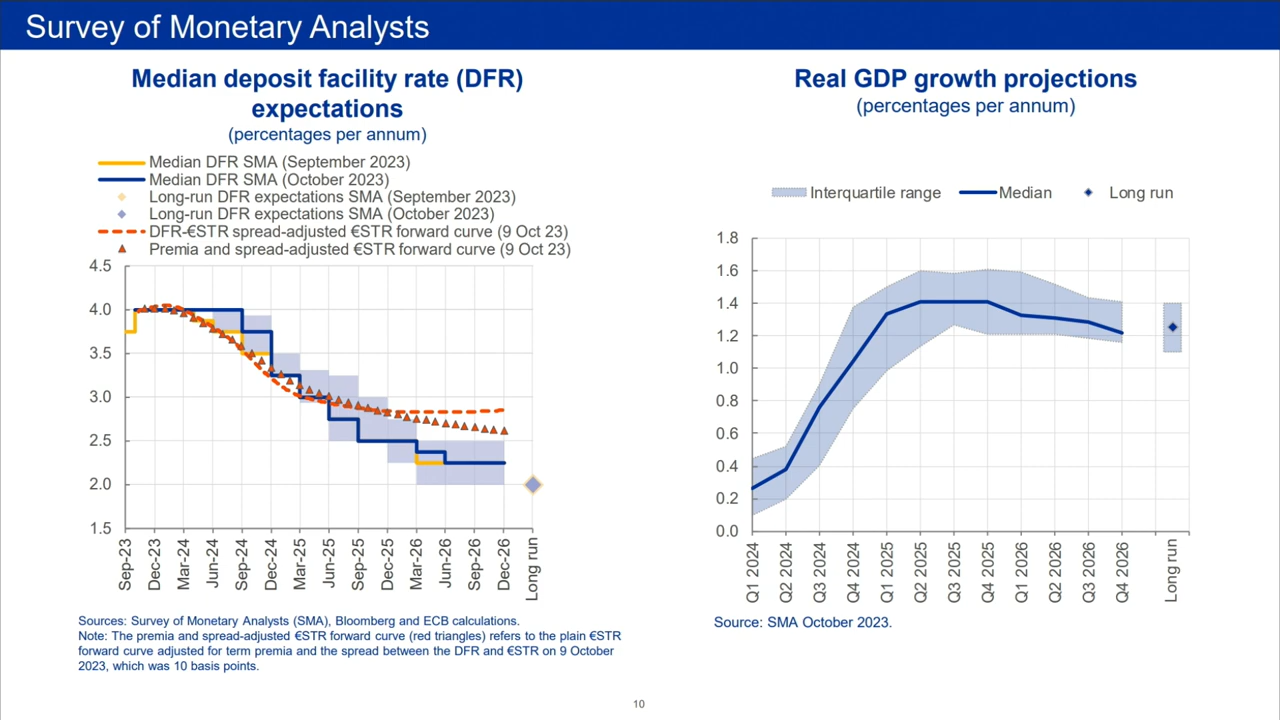 Survey of Monetary Analysts
Median deposit facility rate (DFR)
expectations
(percentages per annum)
Median DFR SMA (September 2023)
Median DFR SMA (October 2023)
Long-run DFR expectations SMA (September 2023)
Long-run DFR expectations SMA (October 2023)
DFR-€STR spread-adjusted €STR forward curve (9 Oct 23)
Premia and spread-adjusted €STR forward curve (9 Oct 23)
4.5
4.0
3.5
3.0
2.5
2.0
1.5
Sep-23
Dec-23
Mar-24
Jun-24
Sep-24
Dec-24
Mar-25
Jun-25
Sep-25
Dec-25
Mar-26
Jun-26
Sep-26
Dec-26
Long run
Sources: Survey of Monetary Analysts (SMA), Bloomberg and ECB calculations.
Note: The premia and spread-adjusted €STR forward curve (red triangles) refers to the plain €STR
forward curve adjusted for term premia and the spread between the DFR and €STR on 9 October
2023, which was 10 basis points.
Real GDP growth projections
(percentages per annum)
Interquartile range
Median
Long run
1.8
1.6
1.4
1.2
1.0
0.8
0.6
0.4
0.2
0.0
Q1 2024
Q2 2024
Q3 2024
Q4 2024
Q1 2025
Q2 2025
Q3 2025
Q4 2025
Q1 2026
Q2 2026
Q3 2026
Q4 2026
Long run
Source: SMA October 2023.
10